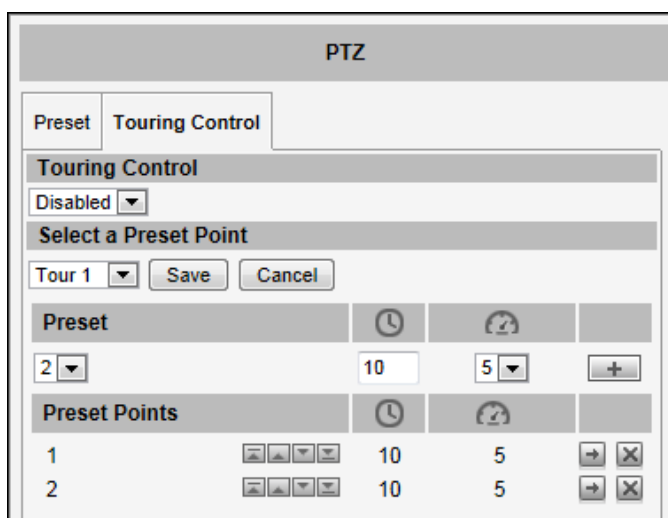 PTZ
Preset Touring Control
Touring Control
Disabled
Select a Preset Point
Tour 1 Save Cancel
Preset
2 10 5 +
Preset Points
1 10 5
2 10 5